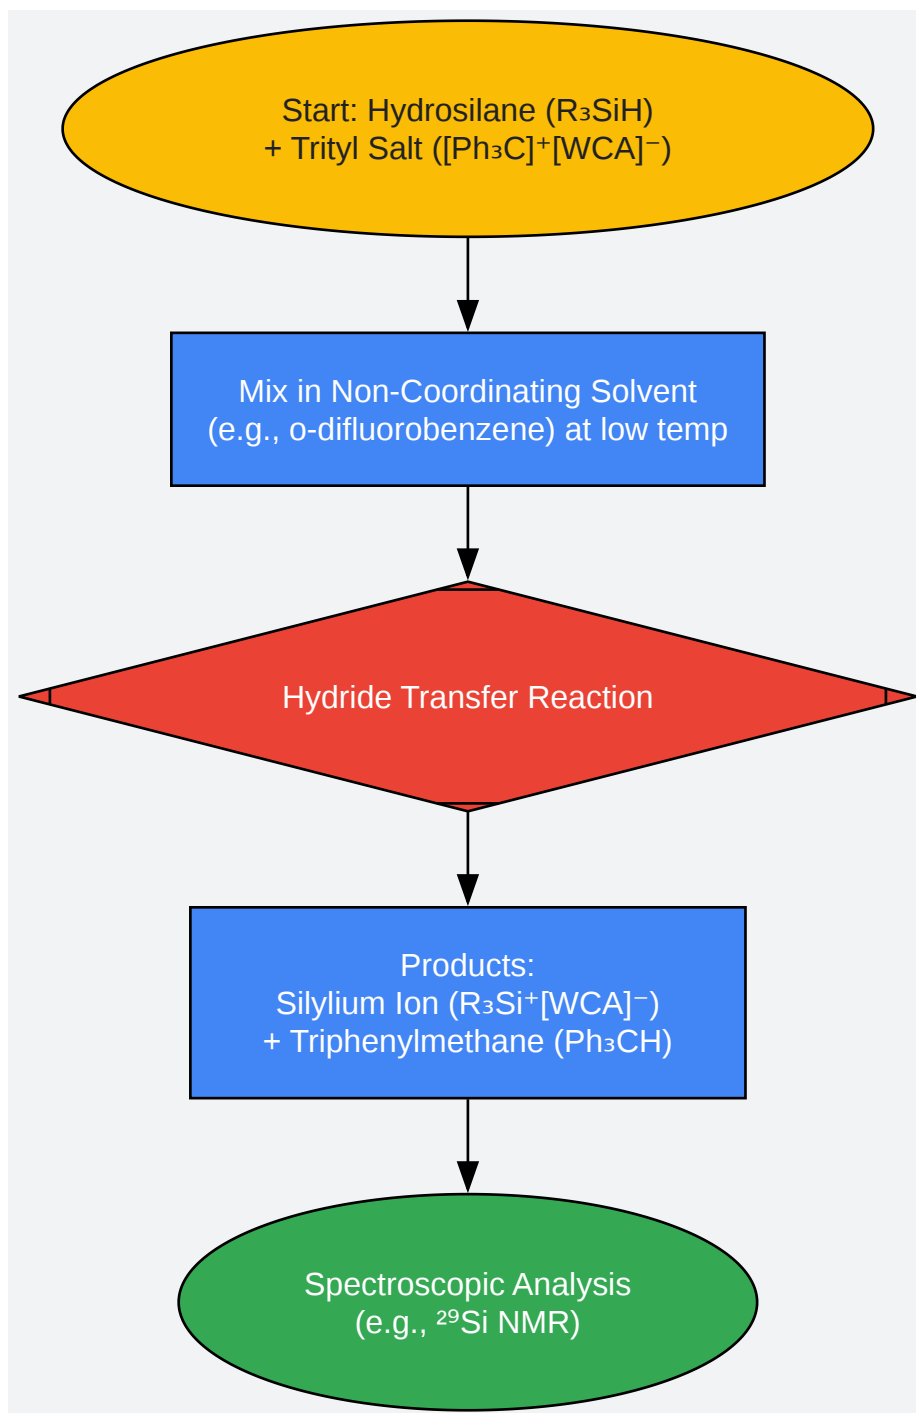 Start: Hydrosilane (R₃SiH)
+ Trityl Salt ([Ph₃C]⁺[WCA]⁻)
Mix in Non-Coordinating Solvent
(e.g., o-difluorobenzene) at low temp
Hydride Transfer Reaction
Products:
Silylium Ion (R₃Si⁺[WCA]⁻)
+ Triphenylmethane (Ph₃CH)
Spectroscopic Analysis
(e.g., ²⁹Si NMR)